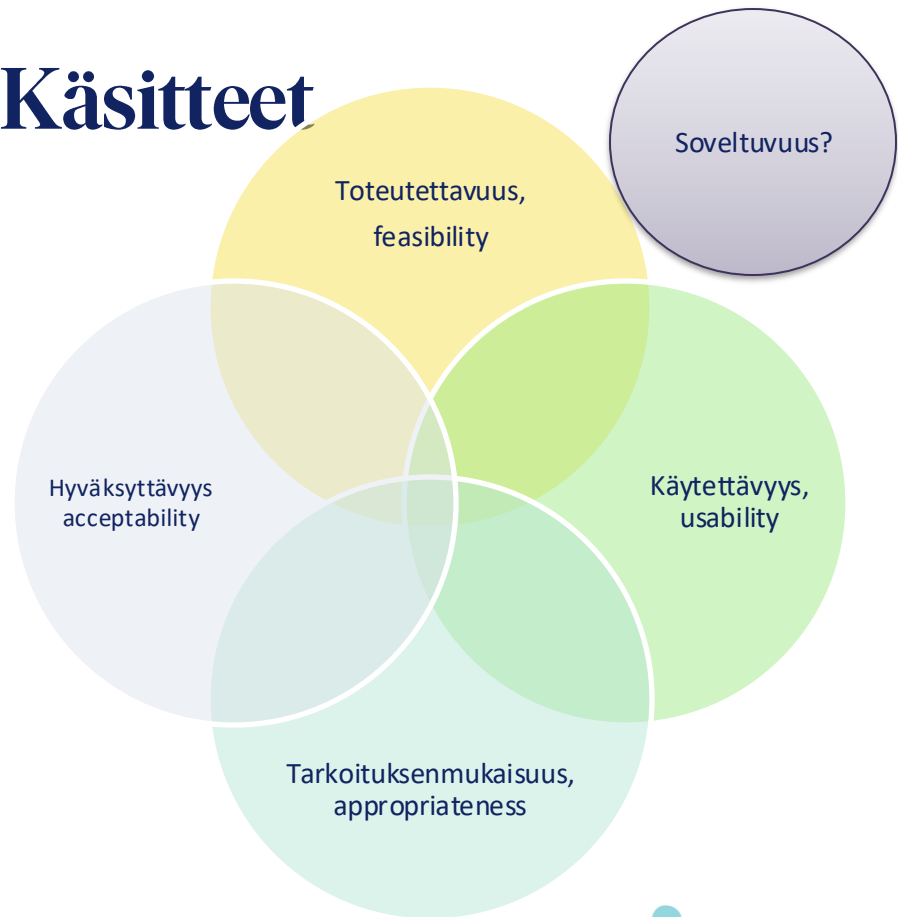 Käsitteet
Soveltuvuus?
Toteutettavuus,
feasibility
Hyväksyttävyys
acceptability
Käytettävyys,
usability
Tarkoituksenmukaisuus,
appropriateness